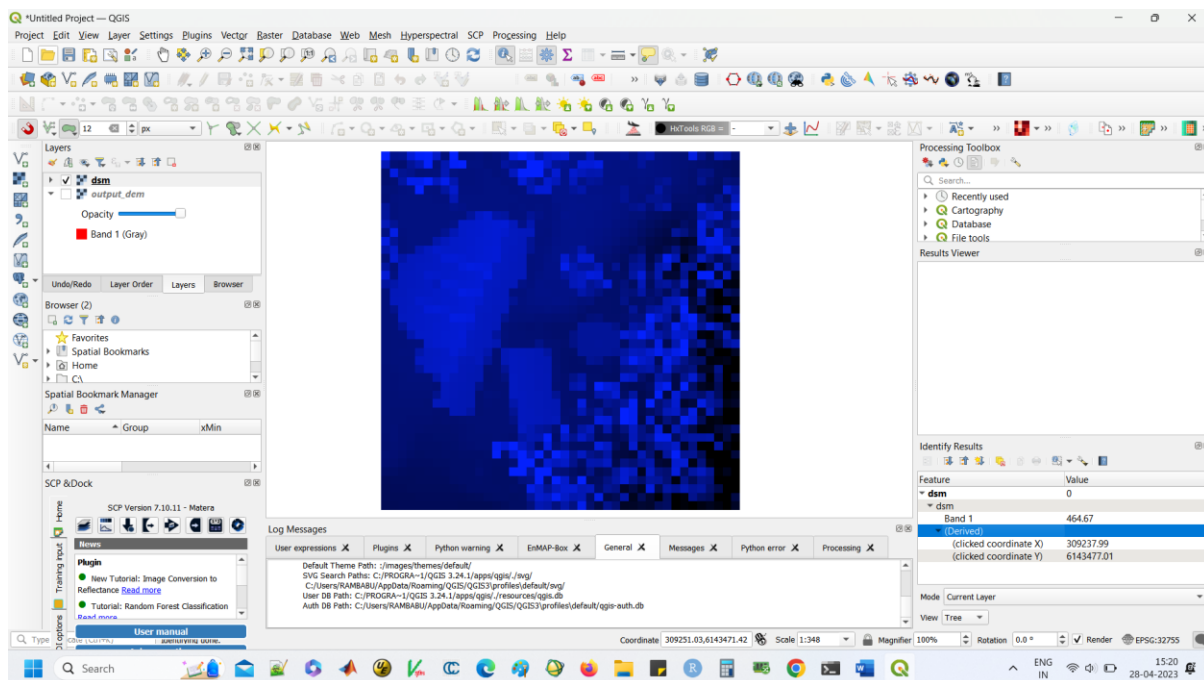 *Untitled Project — QGIS
Project Edit View Layer Settings Plugins Vector Raster Database Web Mesh Hyperspectral SCP Processing Help
12 px
HxTools RGB = -
Layers
dsm
output_dem
Opacity
Band 1 (Gray)
Undo/Redo Layer Order Layers Browser
Browser (2)
Favorites
Spatial Bookmarks
Home
C:\
Spatial Bookmark Manager
Name Group xMin
SCP &Dock
SCP Version 7.10.11 - Matera
Home
Training input
News
Plugin
New Tutorial: Image Conversion to
Reflectance Read more
Tutorial: Random Forest Classification
Read more
User manual
Log Messages
User expressions Plugins Python warning EnMAP-Box General Messages Python error Processing
Default Theme Path: :/images/themes/default/
SVG Search Paths: C:/PROGRA~1/QGIS 3.24.1/apps/qgis/./svg/
C:/Users/RAMBABU/AppData/Roaming/QGIS/QGIS3\profiles\default/svg/
User DB Path: C:/PROGRA~1/QGIS 3.24.1/apps/qgis/./resources/qgis.db
Auth DB Path: C:/Users/RAMBABU/AppData/Roaming/QGIS/QGIS3\profiles\default/qgis-auth.db
Processing Toolbox
Search...
Recently used
Cartography
Database
File tools
Results Viewer
Identify Results
Feature Value
dsm 0
dsm
Band 1 464.67
(Derived)
(clicked coordinate X) 309237.99
(clicked coordinate Y) 6143477.01
Mode Current Layer
View Tree
Coordinate 309251.03,6143471.42 Scale 1:348 Magnifier 100% Rotation 0.0 ° Render EPSG:32755
Search
ENG
IN
15:20
28-04-2023